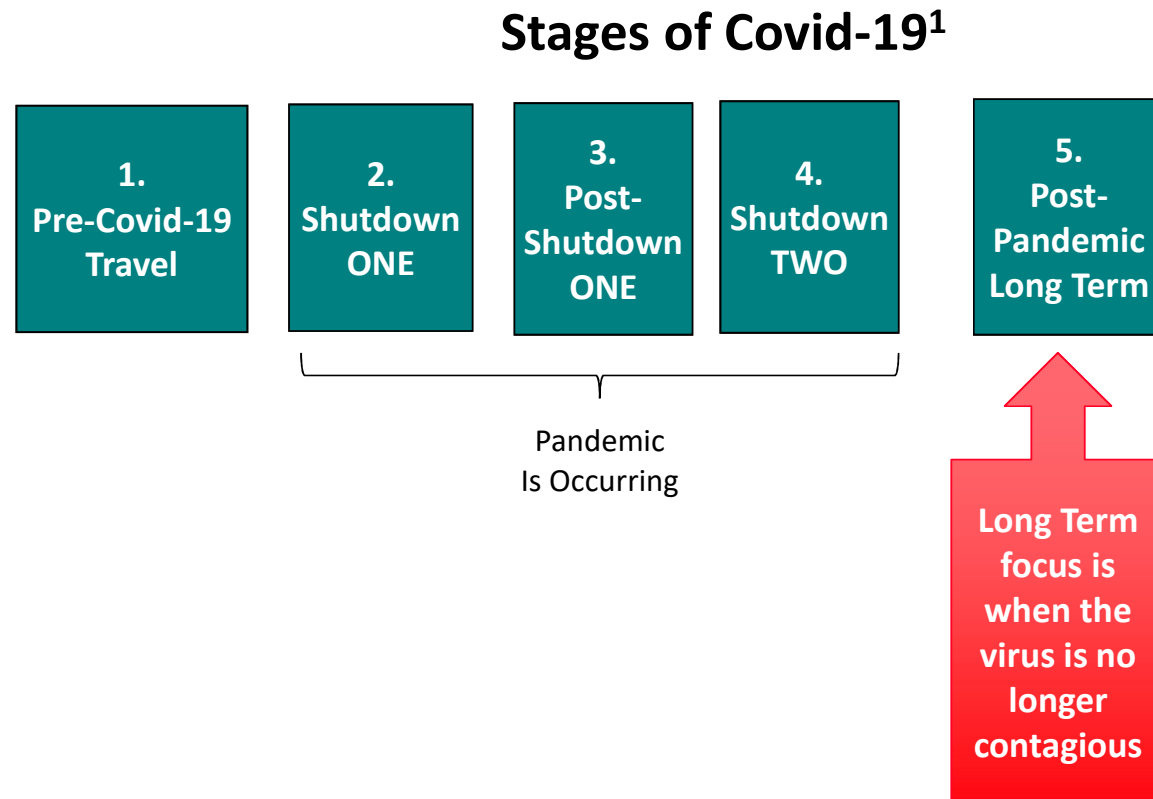 Stages of Covid-19¹
1.
Pre-Covid-19
Travel
2.
Shutdown
ONE
3.
Post-
Shutdown
ONE
4.
Shutdown
TWO
5.
Post-
Pandemic
Long Term
Pandemic
Is Occurring
Long Term
focus is
when the
virus is no
longer
contagious